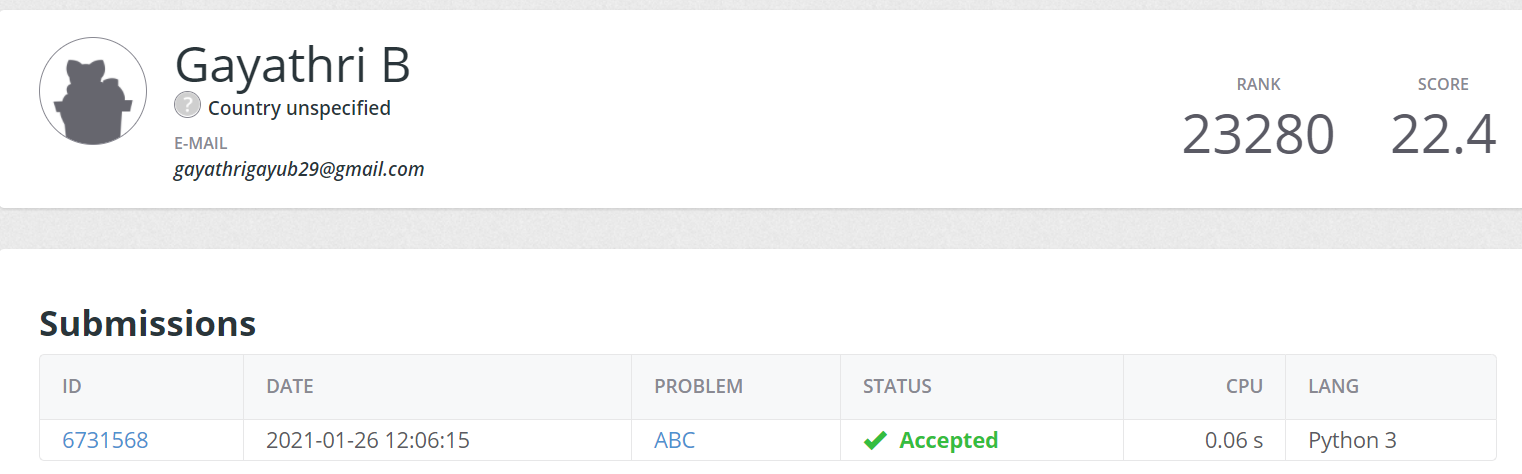 Gayathri B
? Country unspecified
E-MAIL
gayathrigayub29@gmail.com
RANK SCORE
23280 22.4
Submissions
ID DATE PROBLEM STATUS CPU LANG
6731568 2021-01-26 12:06:15 ABC Accepted 0.06 s Python 3